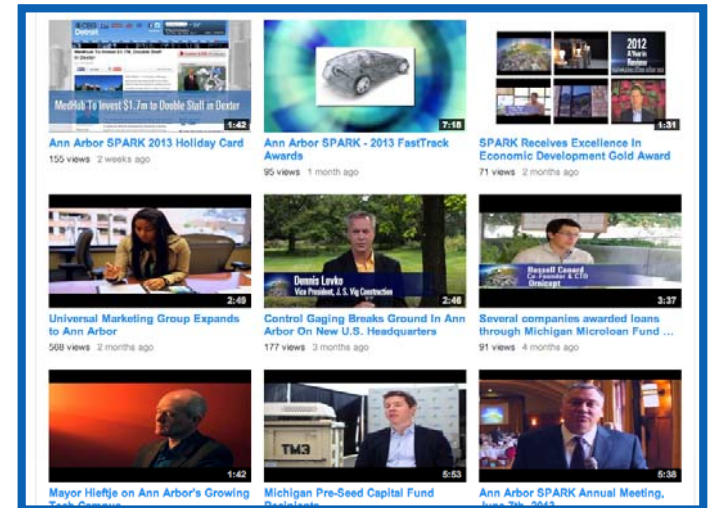 CBS
Detroit
MedHub To Invest $1.7m to Double Staff in Dexter
1:42
7:18
2012
A Year in
Review
1:31
Ann Arbor SPARK 2013 Holiday Card
155 views 2 weeks ago
Ann Arbor SPARK - 2013 FastTrack
Awards
95 views 1 month ago
SPARK Receives Excellence In
Economic Development Gold Award
71 views 2 months ago
2:49
Dennis Levko
Vice President, J. S. Vig Construction
2:46
Russell Conard
Co-Founder & CTO
Ornicept
3:37
Universal Marketing Group Expands
to Ann Arbor
568 views 2 months ago
Control Gaging Breaks Ground In Ann
Arbor On New U.S. Headquarters
177 views 3 months ago
Several companies awarded loans
through Michigan Microloan Fund ...
91 views 4 months ago
1:42
TM3
5:53
5:38
Mayor Hieftje on Ann Arbor's Growing
Tech Campus
Michigan Pre-Seed Capital Fund
Recipients
Ann Arbor SPARK Annual Meeting,
June 7th, 2013